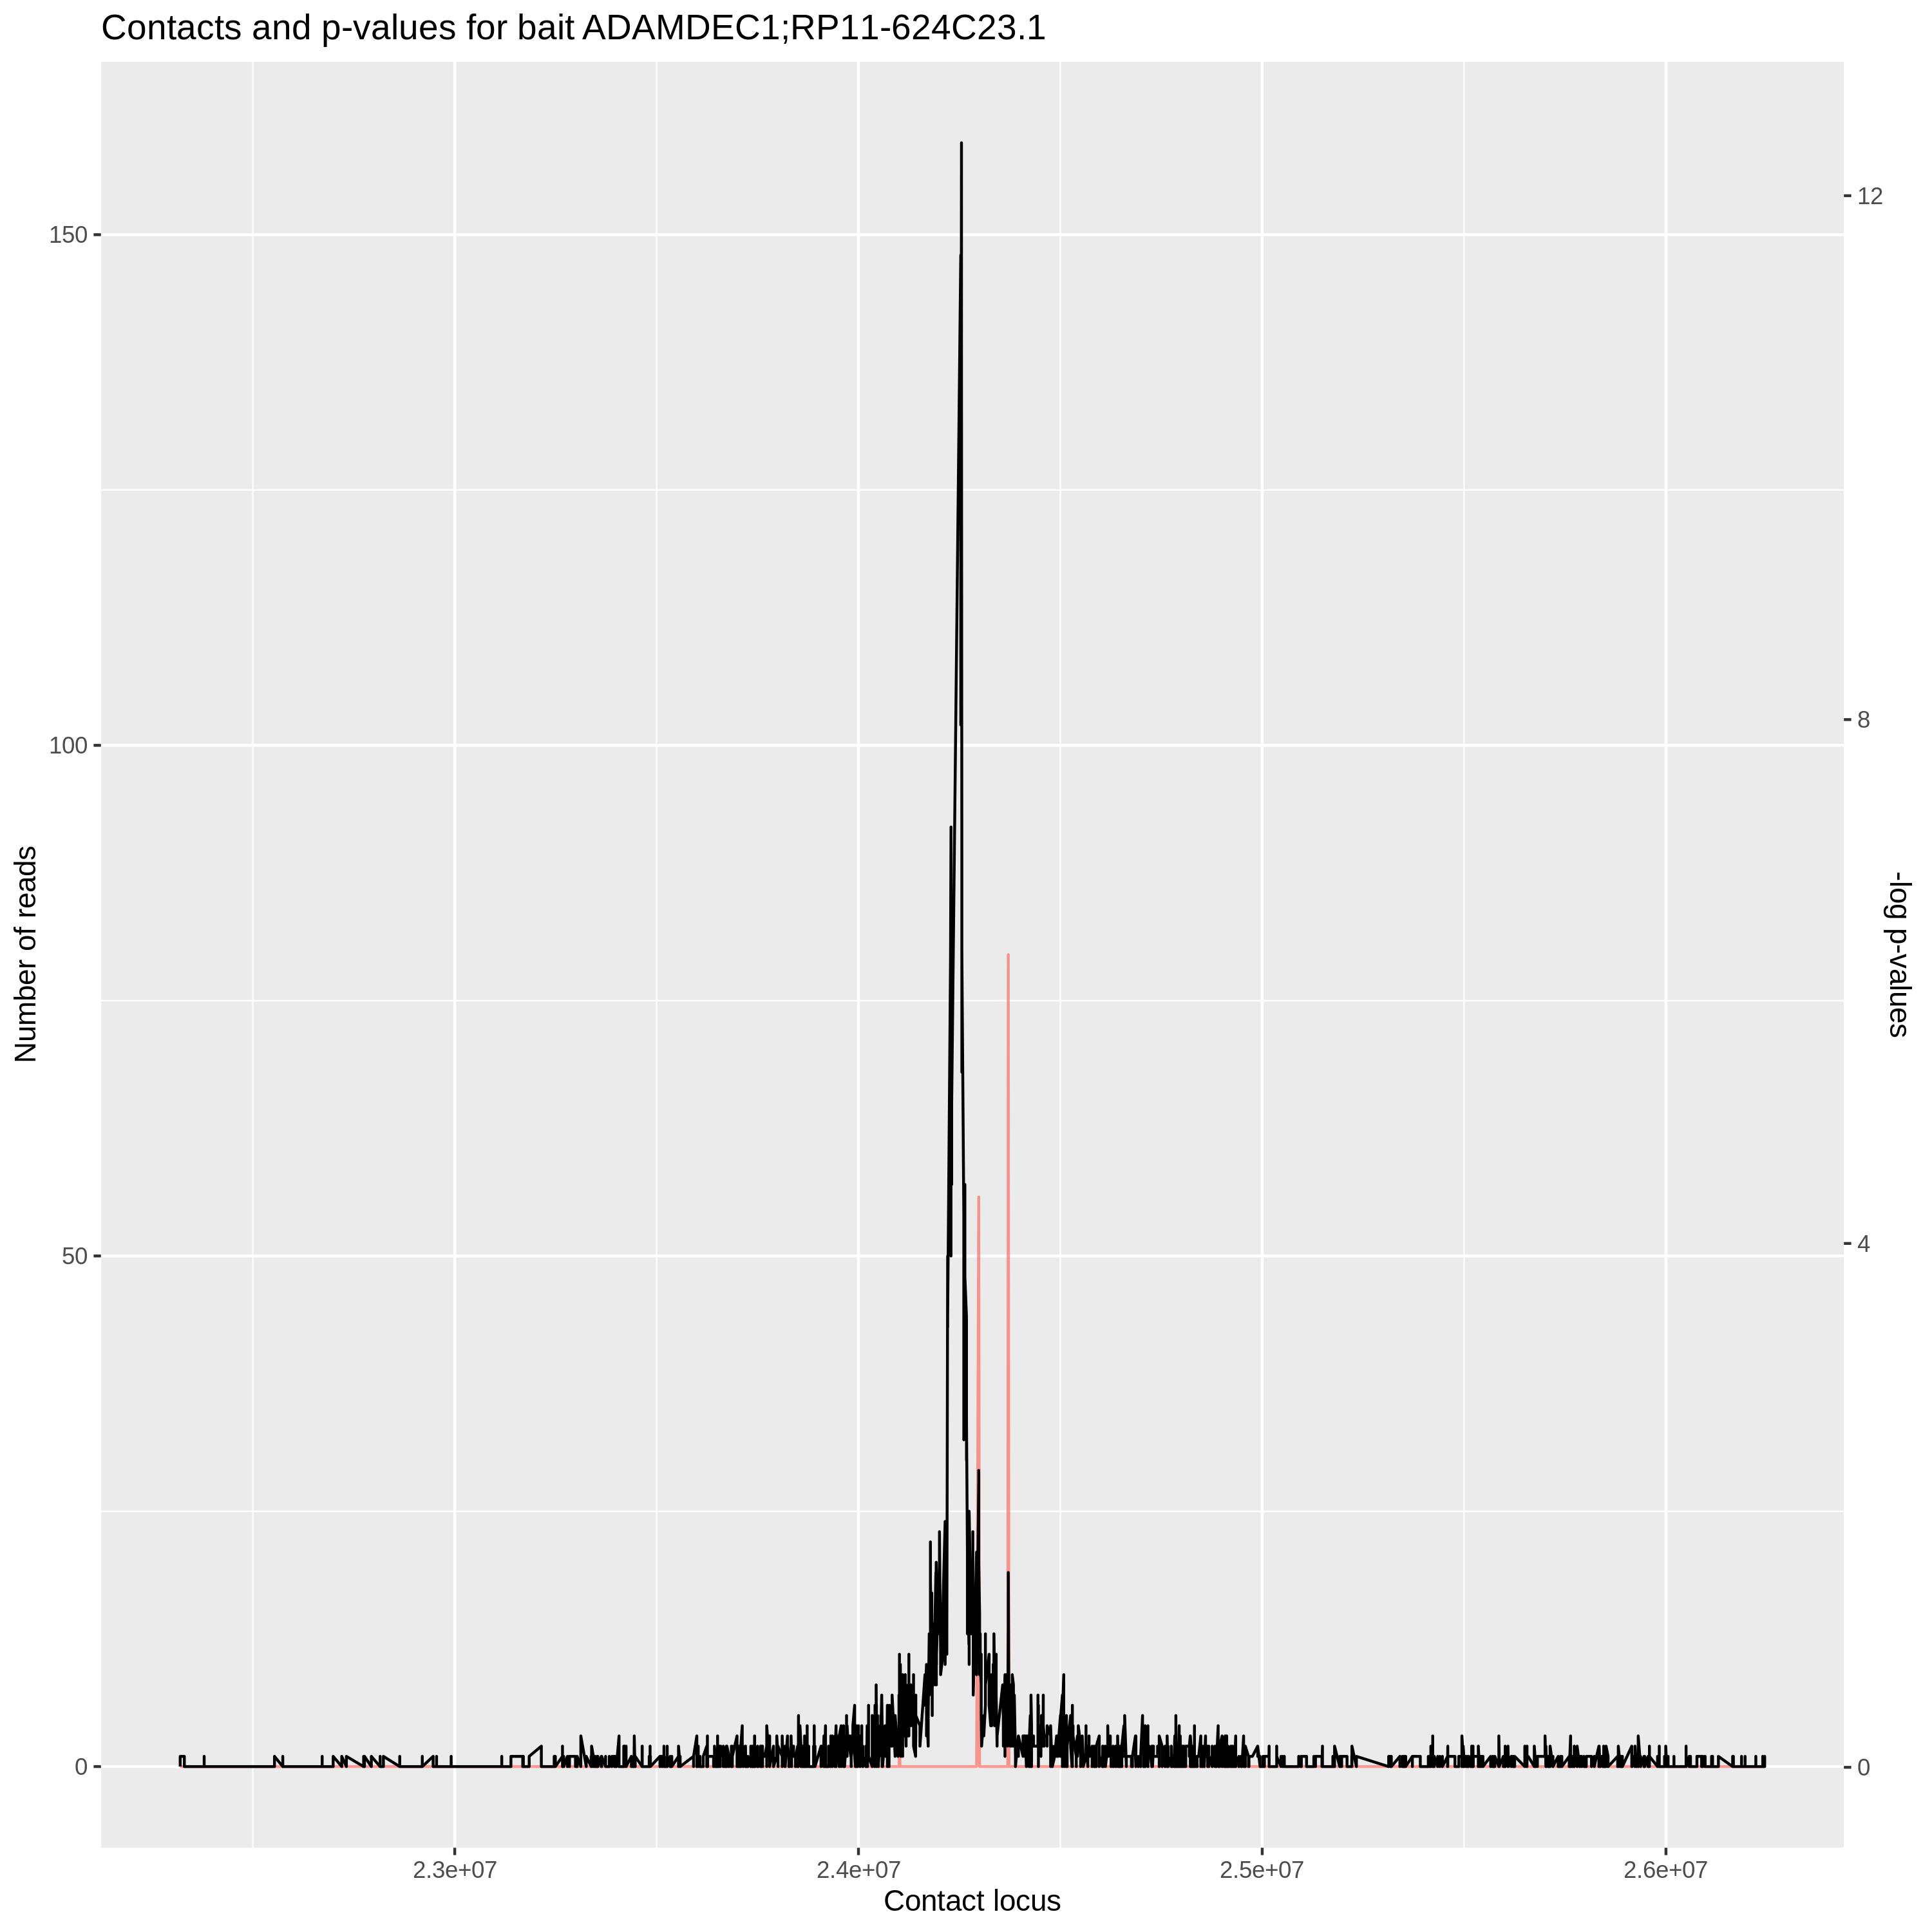 Contacts and p-values for bait ADAMDEC1;RP11-624C23.1
150
100
50
0
Number of reads
12
8
4
0
-log p-values
2.3e+07 2.4e+07 2.5e+07 2.6e+07
Contact locus